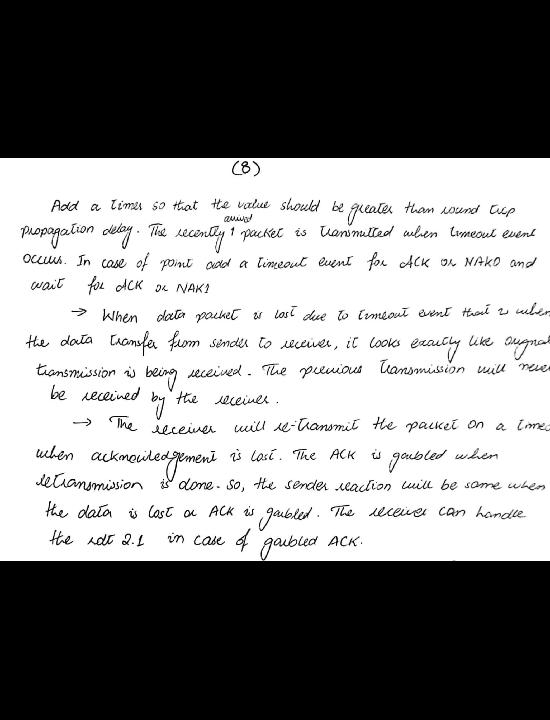 (8)
Add a timer so that the value should be greater than round trip
arrival
propagation delay. The recently 1 packet is transmitted when timeout event
occurs. In case of point add a timeout event for ACK or NAK0 and
wait for ACK or NAK1
→ When data packet is lost due to timeout event that is when
the data transfer from sender to receiver, it looks exactly like orignal
transmission is being received. The previous transmission will never
be received by the receiver.
→ The receiver will re-transmit the packet on a timeo
when acknowledgement is lost. The ACK is garbled when
retransmission is done. So, the sender reaction will be same when
the data is lost or ACK is garbled. The receiver can handle
the rdt 2.1 in case of garbled ACK.